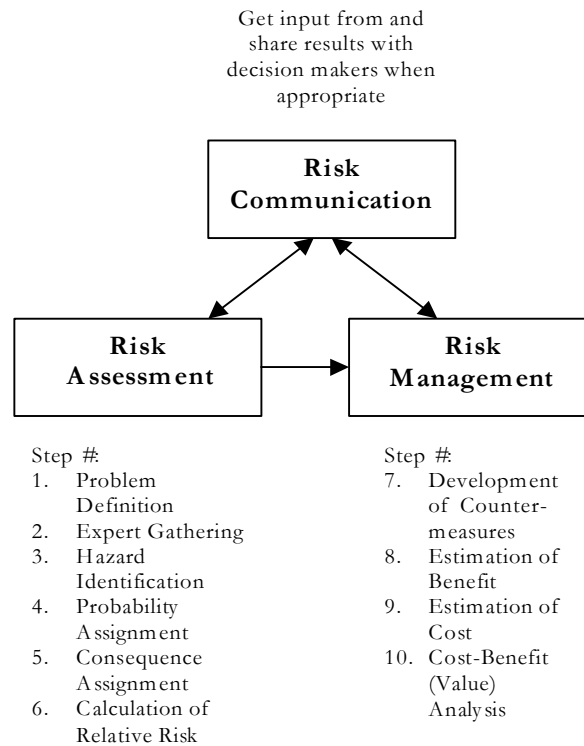 Get input from and
share results with
decision makers when
appropriate
Risk
Communication
Risk
Assessment
Risk
Management
Step #:
1. Problem
Definition
2. Expert Gathering
3. Hazard
Identification
4. Probability
Assignment
5. Consequence
Assignment
6. Calculation of
Relative Risk
Step #:
7. Development
of Counter-
measures
8. Estimation of
Benefit
9. Estimation of
Cost
10. Cost-Benefit
(Value)
Analysis